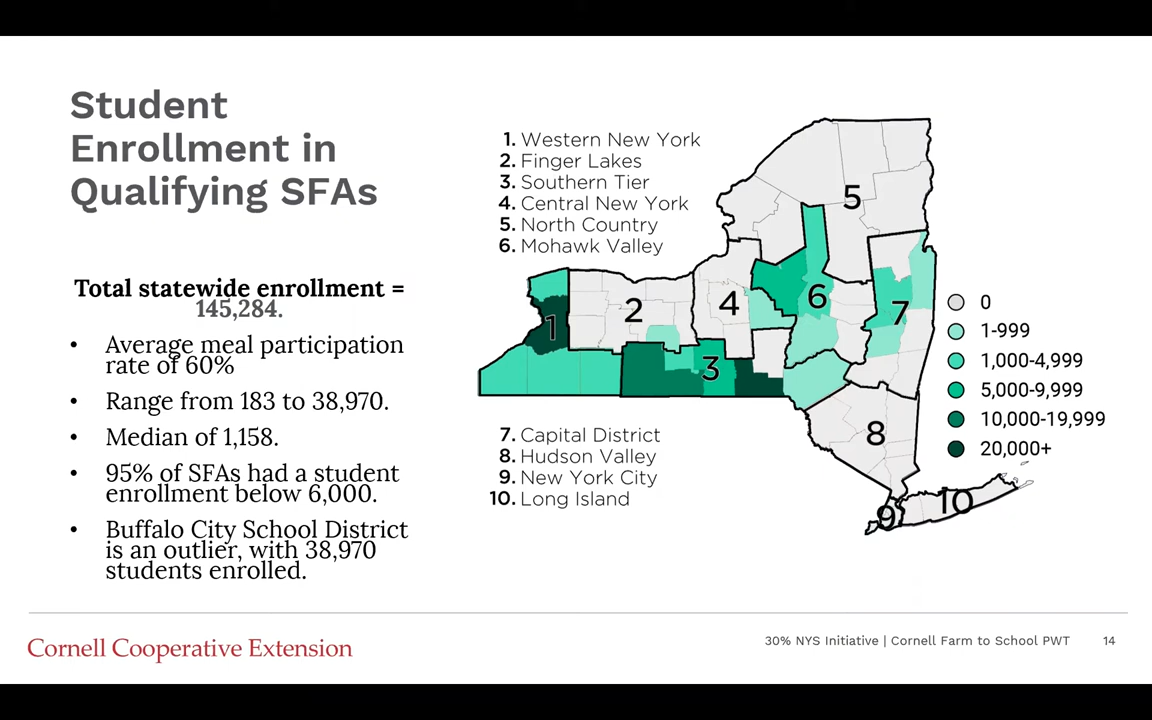 Student
Enrollment in
Qualifying SFAs
Total statewide enrollment =
145,284.
• Average meal participation
rate of 60%
• Range from 183 to 38,970.
• Median of 1,158.
• 95% of SFAs had a student
enrollment below 6,000.
• Buffalo City School District
is an outlier, with 38,970
students enrolled.
1. Western New York
2. Finger Lakes
3. Southern Tier
4. Central New York
5. North Country
6. Mohawk Valley
7. Capital District
8. Hudson Valley
9. New York City
10. Long Island
1
2
3
4
5
6
7
8
9
10
0
1-999
1,000-4,999
5,000-9,999
10,000-19,999
20,000+
Cornell Cooperative Extension
30% NYS Initiative | Cornell Farm to School PWT 14